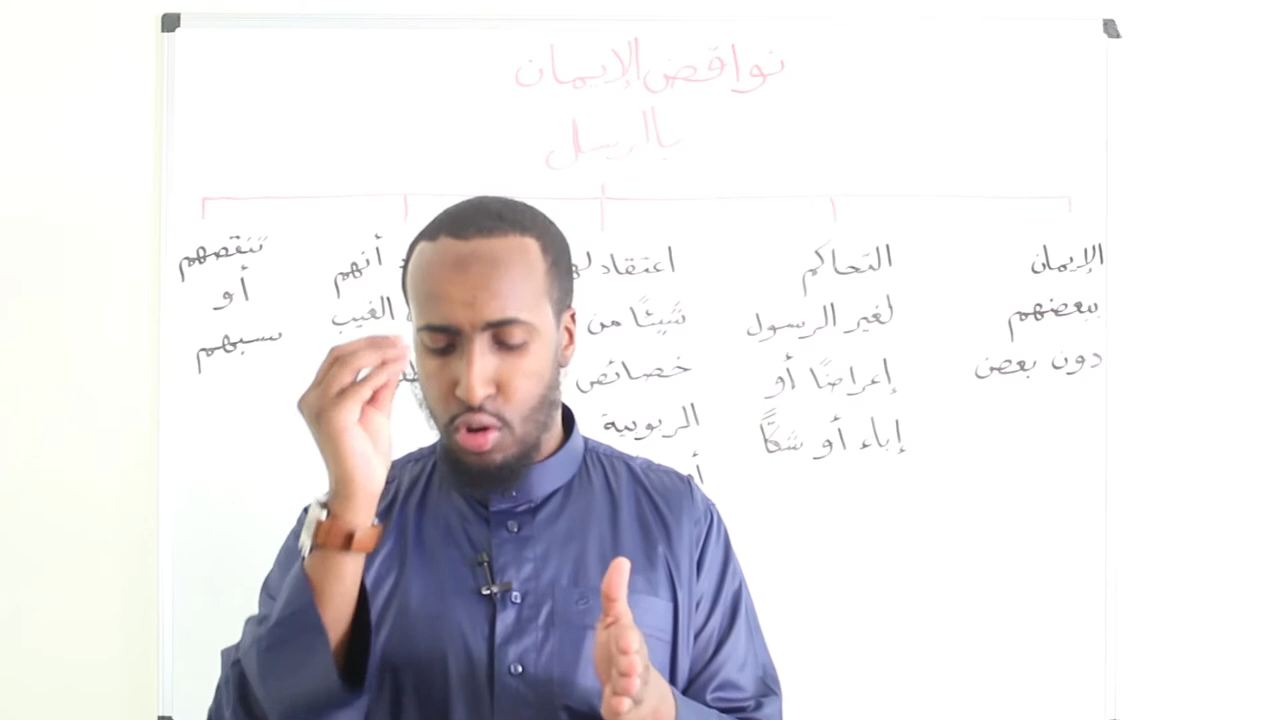 نواقض الإيمان
بالرسل
الإيمان
ببعضهم
دون بعض
التحاكم
لغير الرسول
إعراضًا أو
إباء أو شكًّا
اعتقاد
شيئًا من
خصائص
الربوبية
أنهم
الغيب
تنقصهم
أو
سبهم